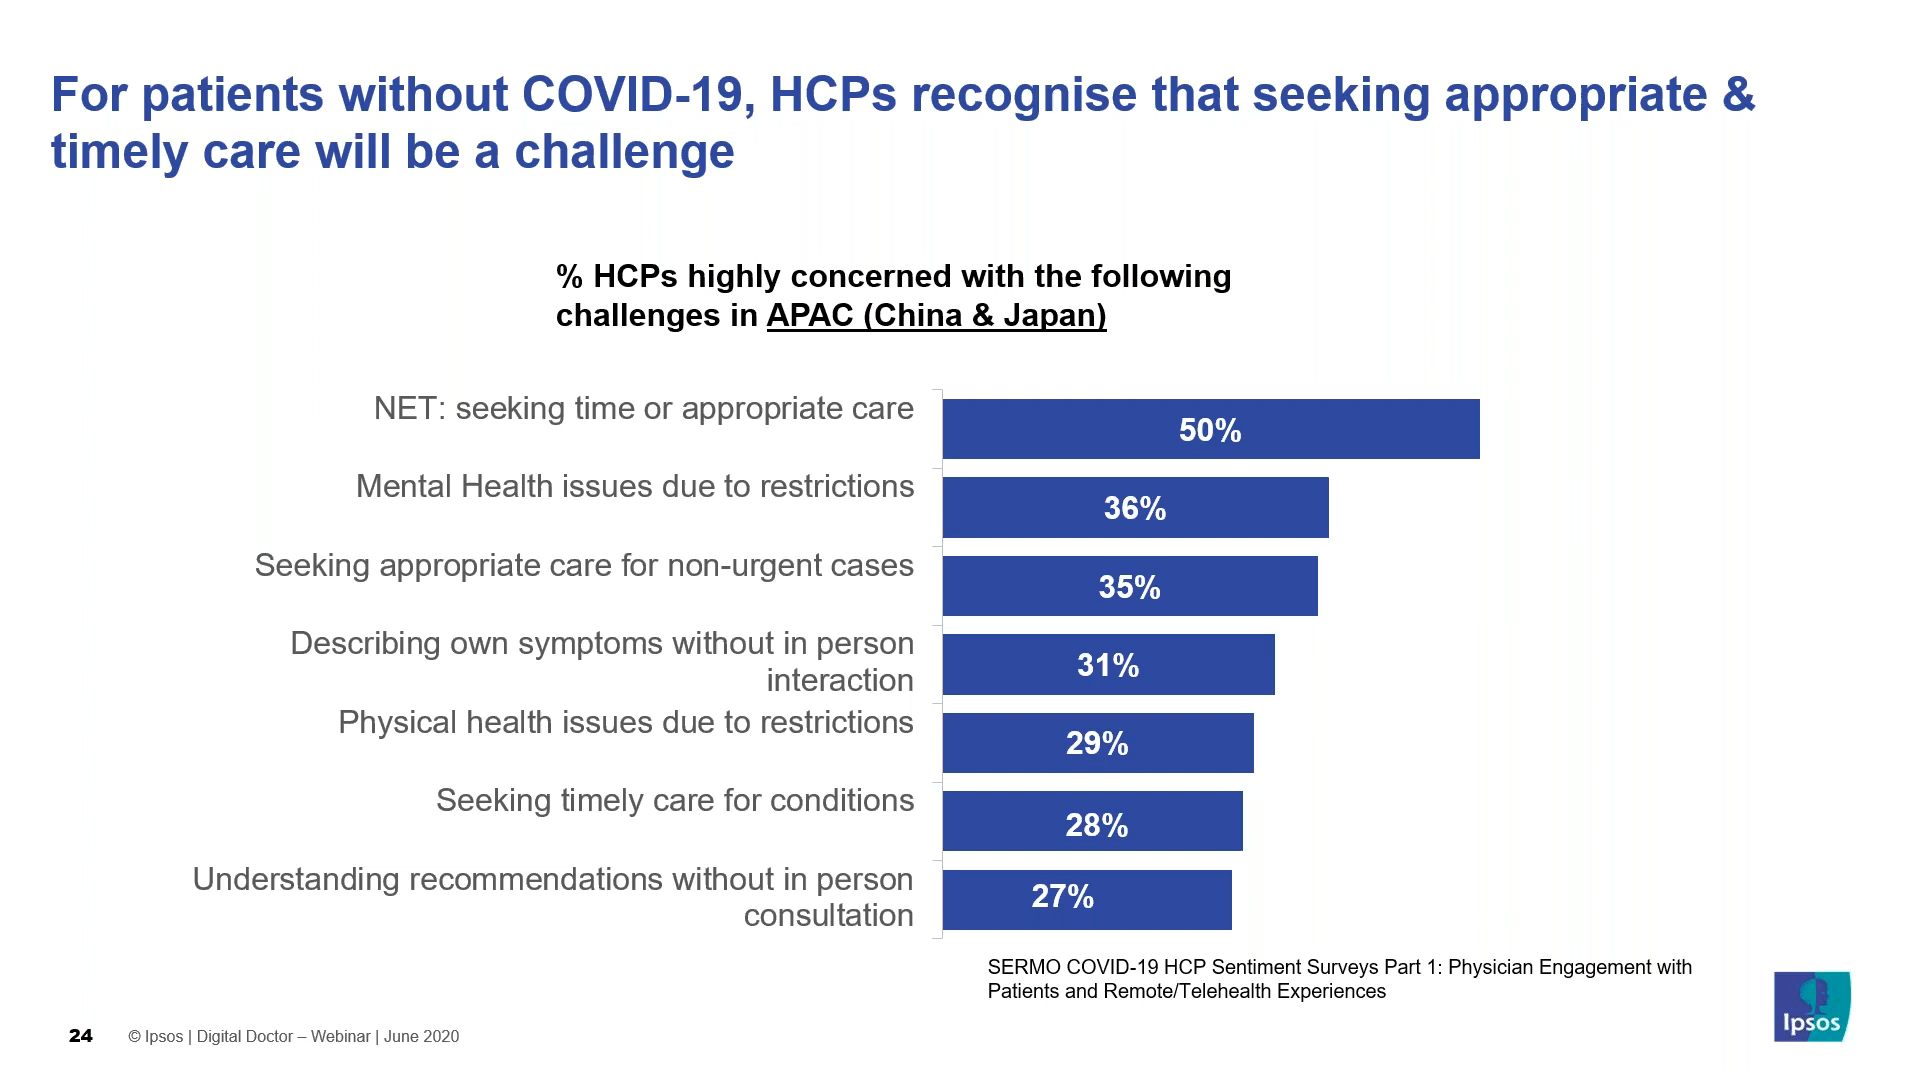 For patients without COVID-19, HCPs recognise that seeking appropriate &
timely care will be a challenge
% HCPs highly concerned with the following
challenges in APAC (China & Japan)
NET: seeking time or appropriate care
50%
Mental Health issues due to restrictions
36%
Seeking appropriate care for non-urgent cases
35%
Describing own symptoms without in person
interaction
31%
Physical health issues due to restrictions
29%
Seeking timely care for conditions
28%
Understanding recommendations without in person
consultation
27%
SERMO COVID-19 HCP Sentiment Surveys Part 1: Physician Engagement with
Patients and Remote/Telehealth Experiences
Ipsos
24 © Ipsos | Digital Doctor – Webinar | June 2020